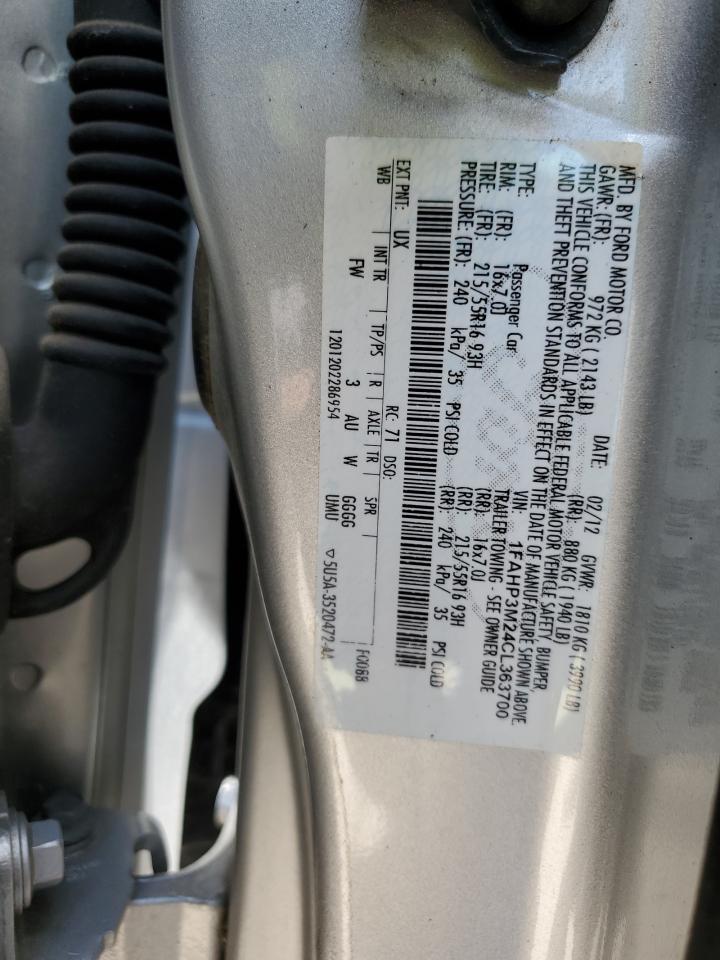 MFD. BY FORD MOTOR CO.
DATE: 02/12 GVWR: 1810 KG ( 3990 LB)
GAWR: (FR): 972 KG ( 2143 LB) (RR): 880 KG ( 1940 LB)
THIS VEHICLE CONFORMS TO ALL APPLICABLE FEDERAL MOTOR VEHICLE SAFETY, BUMPER,
AND THEFT PREVENTION STANDARDS IN EFFECT ON THE DATE OF MANUFACTURE SHOWN ABOVE.
VIN: 1FAHP3M24CL363700
TYPE: Passenger Car TRAILER TOWING - SEE OWNER GUIDE
RIM: (FR): 16x7.0J (RR): 16x7.0J
TIRE: (FR): 215/55R16 93H (RR): 215/55R16 93H
PRESSURE: (FR): 240 kPa/ 35 PSI COLD (RR): 240 kPa/ 35 PSI COLD
EXT PNT: UX RC: 71 DSO: F0068
WB INT TR TP/PS R AXLE TR SPR
FW 3 AU W GGGG
1201202286954 UMU ▽5U5A-3520472-AA